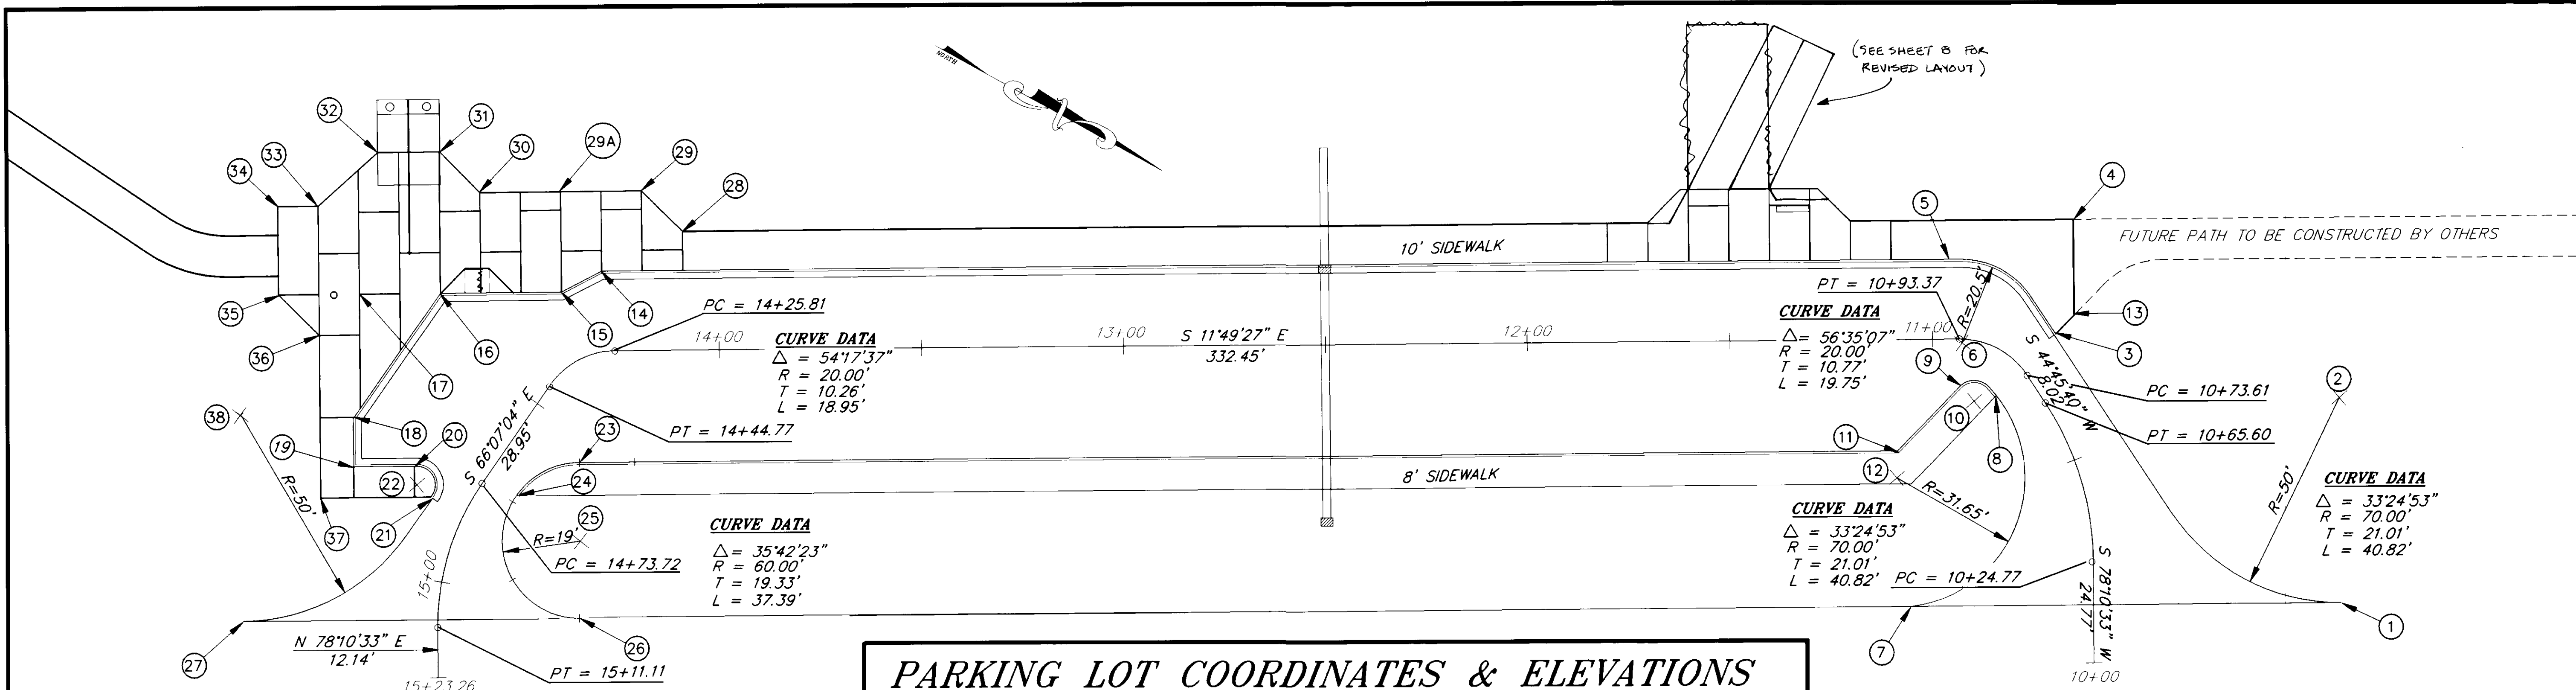 (SEE SHEET 8 FOR
REVISED LAYOUT)
NORTH
32
31
33
30
29A
29
34
28
4
5
10' SIDEWALK
FUTURE PATH TO BE CONSTRUCTED BY OTHERS
PC = 14+25.81
PT = 10+93.37
R=20.5'
13
35
14
15
14+00
CURVE DATA
Δ = 54°17'37"
R = 20.00'
T = 10.26'
L = 18.95'
13+00
S 11°49'27" E
332.45'
12+00
CURVE DATA
Δ = 56°35'07"
R = 20.00'
T = 10.77'
L = 19.75'
11+00
6
9
3
36
16
17
S 44°45'40" W
8.02'
PC = 10+73.61
2
38
18
20
19
S 66°07'04" E
28.95'
23
PT = 14+44.77
10
11
PT = 10+65.60
8
12
24
22
8' SIDEWALK
R=50'
R=31.65'
R=50'
CURVE DATA
Δ = 33°24'53"
R = 70.00'
T = 21.01'
L = 40.82'
21
37
25
R=19'
CURVE DATA
Δ = 35°42'23"
R = 60.00'
T = 19.33'
L = 37.39'
CURVE DATA
Δ = 33°24'53"
R = 70.00'
T = 21.01'
L = 40.82'
PC = 14+73.72
15+00
PC = 10+24.77
S 78°10'33" W
24.77'
N 78°10'33" E
12.14'
27
26
7
1
PT = 15+11.11
15+23.26
10+00
PARKING LOT COORDINATES & ELEVATIONS